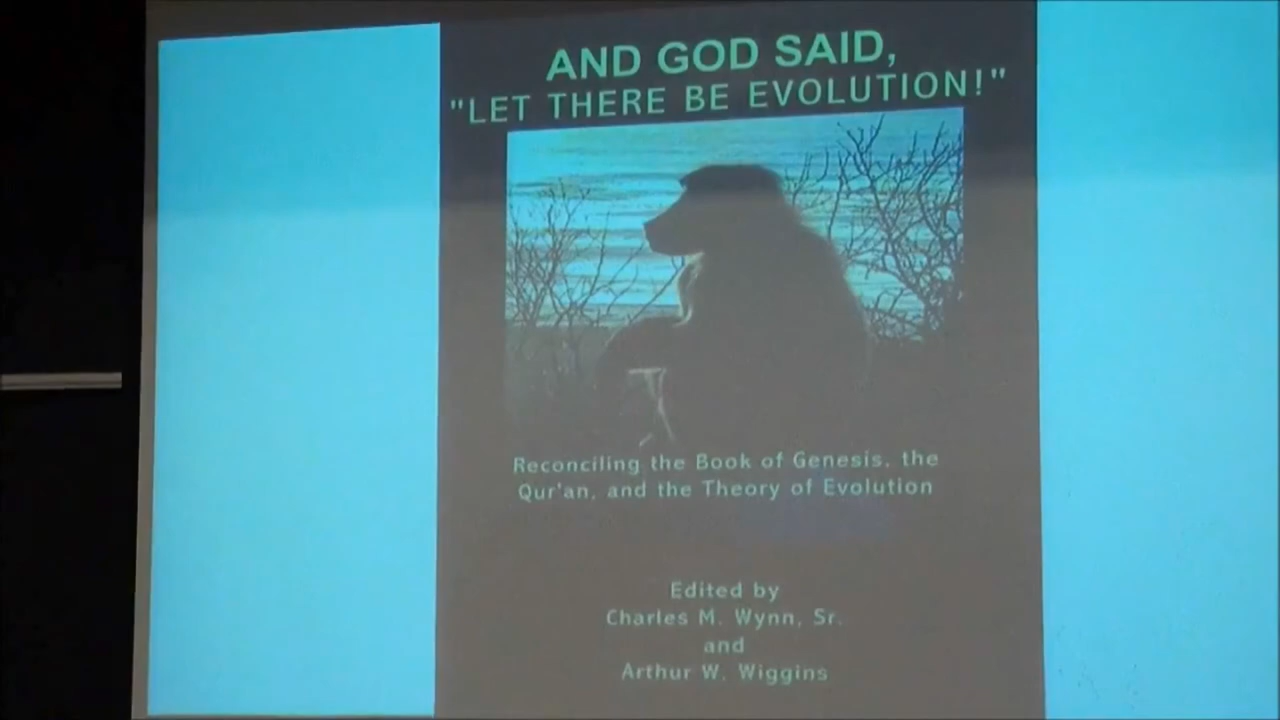 AND GOD SAID,
"LET THERE BE EVOLUTION!"
Reconciling the Book of Genesis, the
Qur'an, and the Theory of Evolution
Edited by
Charles M. Wynn, Sr.
and
Arthur W. Wiggins